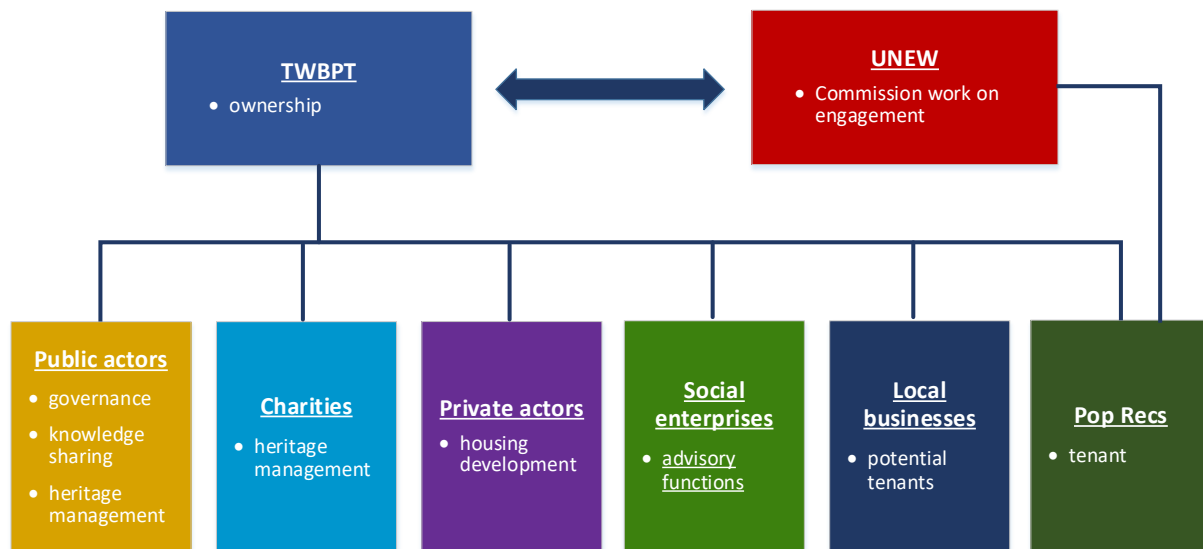 TWBPT
• ownership
UNEW
• Commission work on
engagement
Public actors
• governance
• knowledge
sharing
• heritage
management
Charities
• heritage
management
Private actors
• housing
development
Social
enterprises
• advisory
functions
Local
businesses
• potential
tenants
Pop Recs
• tenant